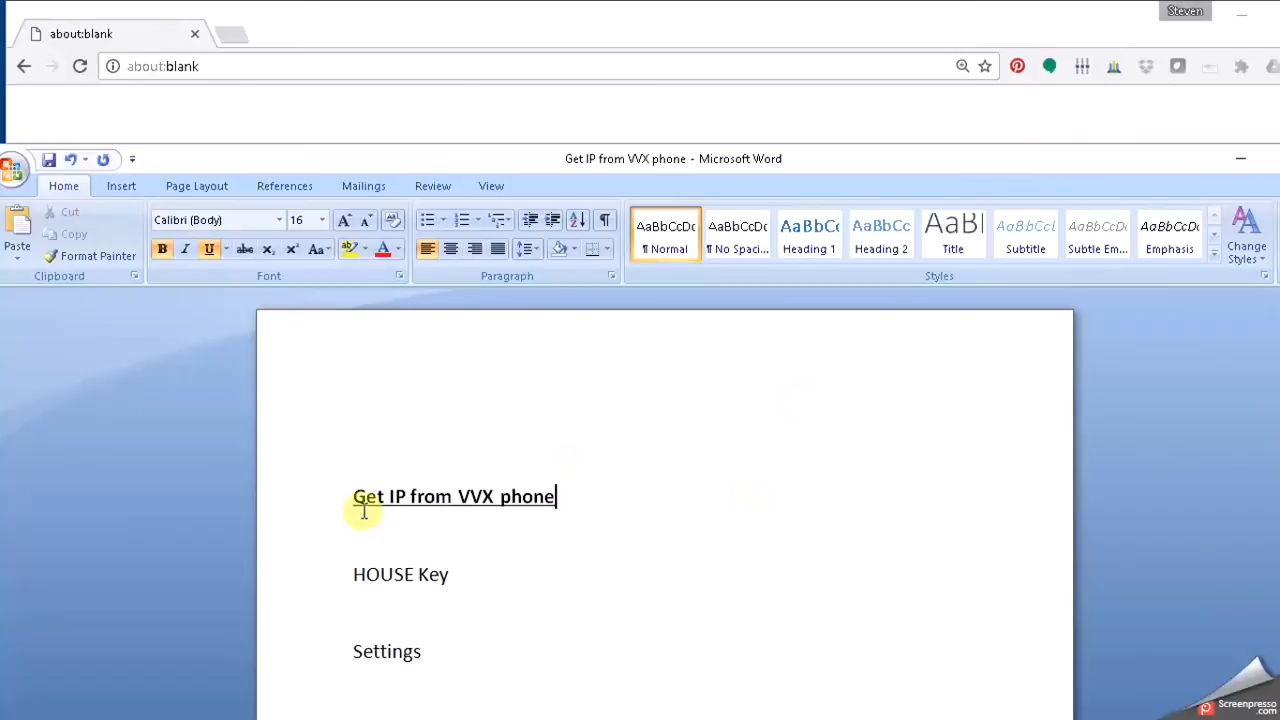 Steven
about:blank
about:blank
Get IP from VVX phone - Microsoft Word
Home Insert Page Layout References Mailings Review View
Cut
Copy
Format Painter
Paste
Clipboard
Calibri (Body) 16
Font
Paragraph
AaBbCcDc AaBbCcDc AaBbCc AaBbCc AaBl AaBbCcL AaBbCcDc AaBbCcDc
¶ Normal ¶ No Spaci... Heading 1 Heading 2 Title Subtitle Subtle Em... Emphasis
Styles
Change
Styles
Get IP from VVX phone
HOUSE Key
Settings
Screenpresso
.com